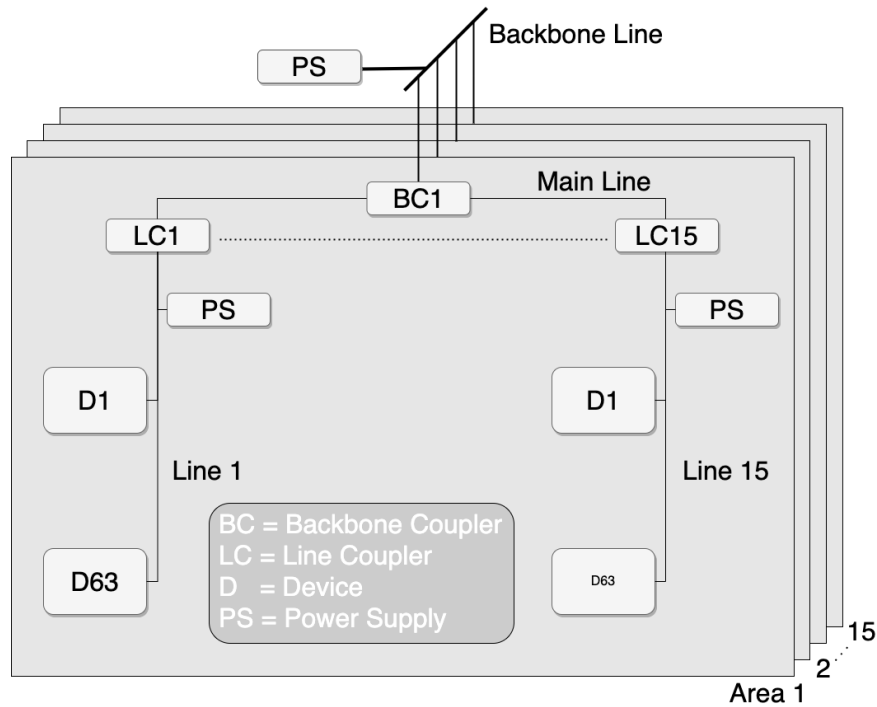 Backbone Line
PS
Main Line
BC1
LC1
LC15
PS
PS
D1
D1
Line 1
Line 15
BC = Backbone Coupler
LC = Line Coupler
D = Device
PS = Power Supply
D63
D63
15
2
Area 1